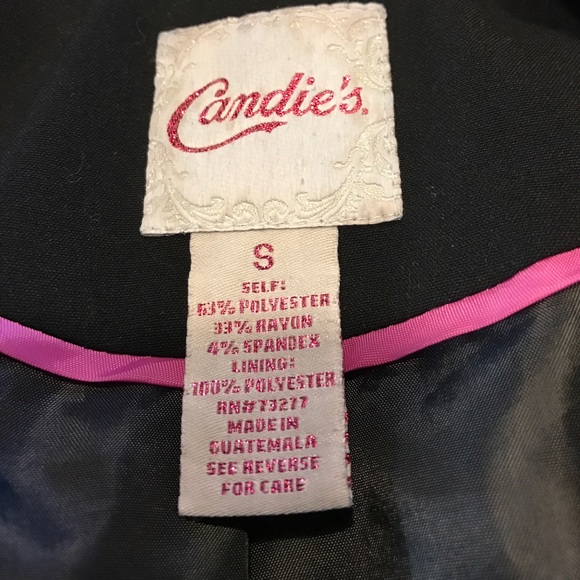 Candie's.
S
SELF:
63% POLYESTER
33% RAYON
4% SPANDEX
LINING:
100% POLYESTER
RN#73277
MADE IN
GUATEMALA
SEE REVERSE
FOR CARE